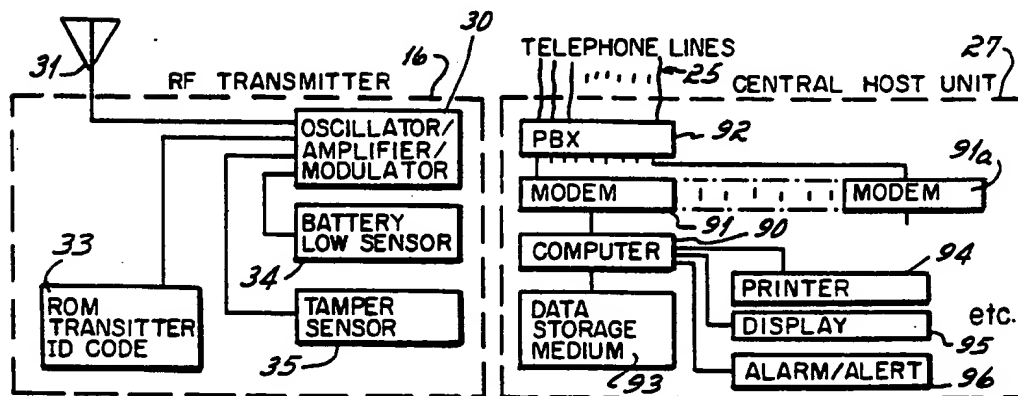 31
30
16
RF TRANSMITTER
OSCILLATOR/
AMPLIFIER/
MODULATOR
BATTERY
LOW SENSOR
34
33
ROM
TRANSITTER
ID CODE
TAMPER
SENSOR
35
TELEPHONE LINES
25
27
CENTRAL HOST UNIT
PBX
92
91a
MODEM
91
MODEM
90
COMPUTER
94
PRINTER
DATA
STORAGE
MEDIUM
93
DISPLAY
etc.
95
ALARM/ALERT
96